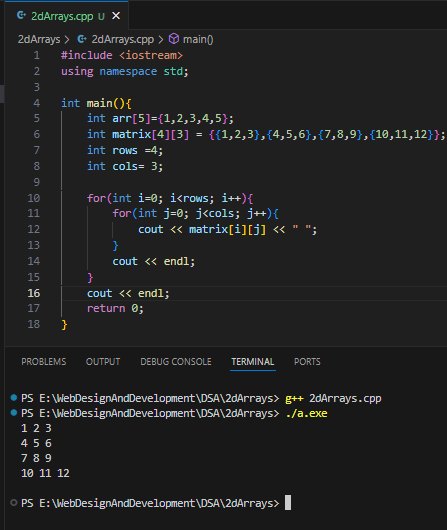 2dArrays.cpp U
2dArrays > 2dArrays.cpp > main()
1 #include <iostream>
2 using namespace std;
3
4 int main(){
5 int arr[5]={1,2,3,4,5};
6 int matrix[4][3] = {{1,2,3},{4,5,6},{7,8,9},{10,11,12}};
7 int rows =4;
8 int cols= 3;
9
10 for(int i=0; i<rows; i++){
11 for(int j=0; j<cols; j++){
12 cout << matrix[i][j] << " ";
13 }
14 cout << endl;
15 }
16 cout << endl;
17 return 0;
18 }
PROBLEMS OUTPUT DEBUG CONSOLE TERMINAL PORTS
PS E:\WebDesignAndDevelopment\DSA\2dArrays> g++ 2dArrays.cpp
PS E:\WebDesignAndDevelopment\DSA\2dArrays> ./a.exe
1 2 3
4 5 6
7 8 9
10 11 12
PS E:\WebDesignAndDevelopment\DSA\2dArrays>